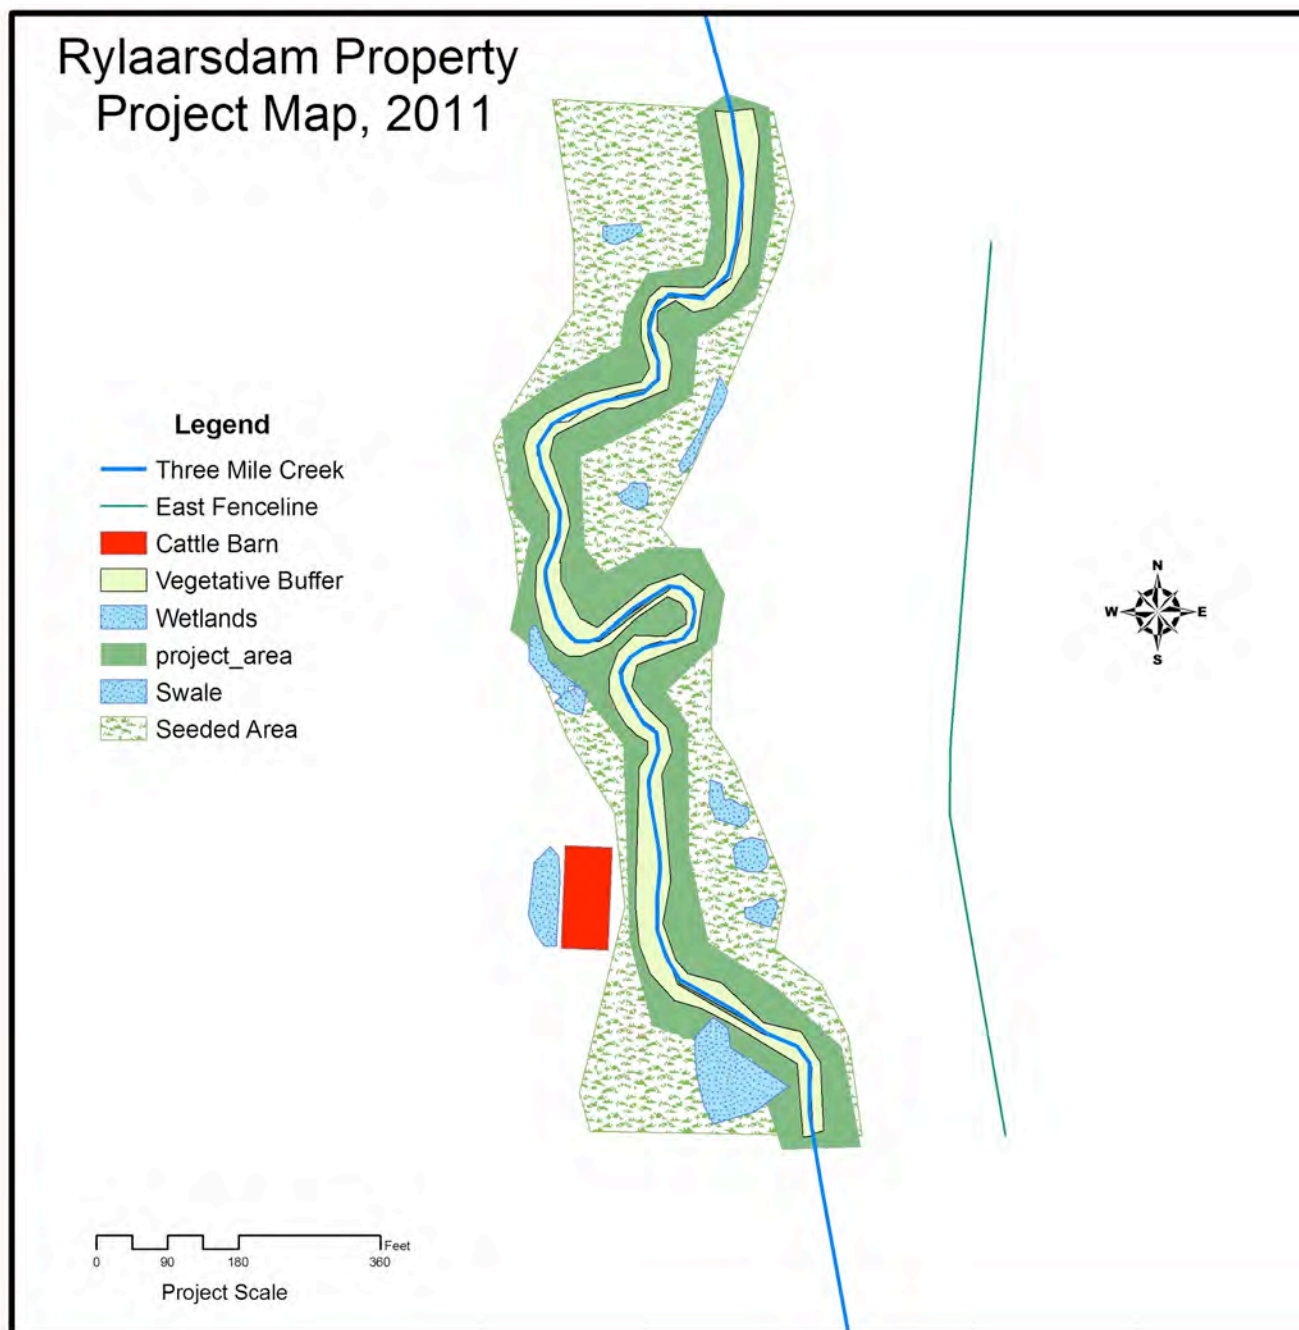 Rylaarsdam Property
Project Map, 2011
Legend
Three Mile Creek
East Fenceline
Cattle Barn
Vegetative Buffer
Wetlands
project_area
Swale
Seeded Area
N
W E
S
Feet
0 90 180 360
Project Scale